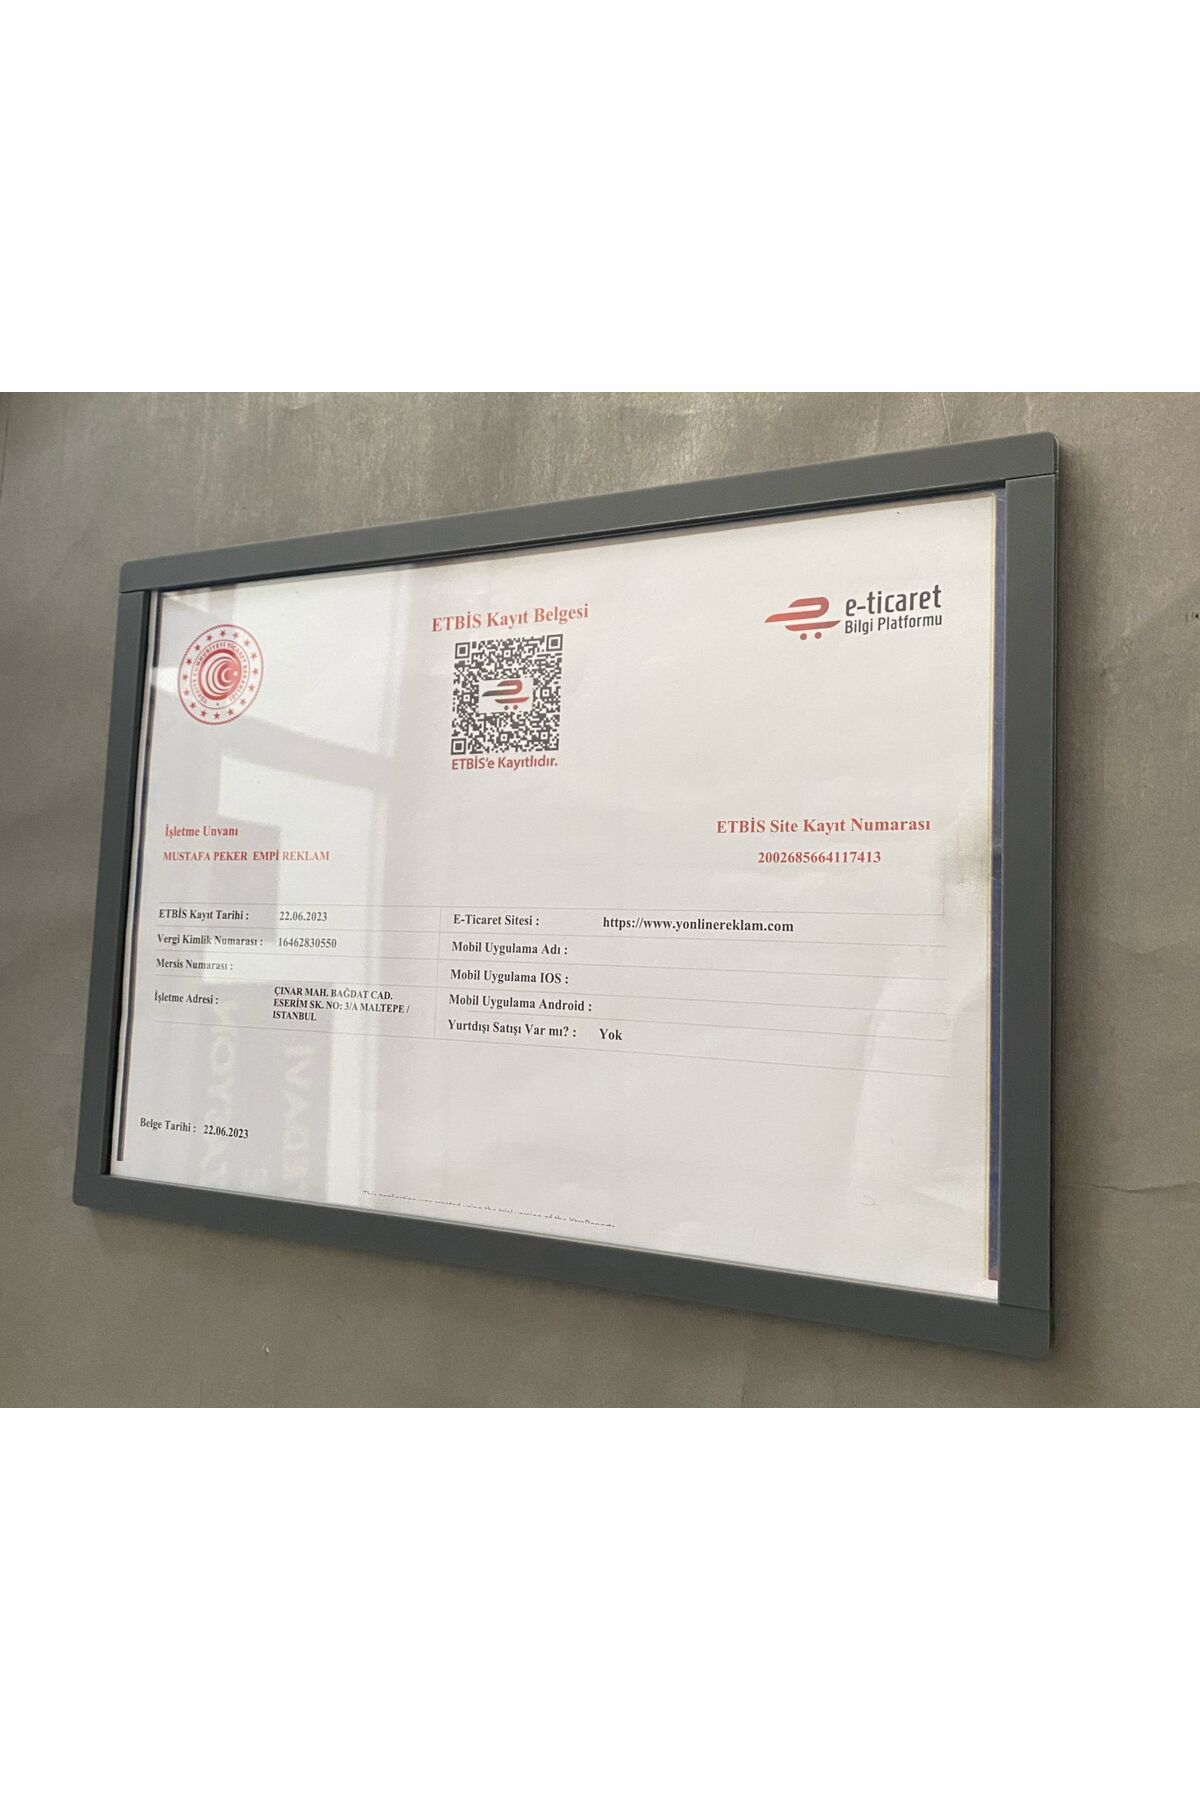 ETBİS Kayıt Belgesi
e-ticaret
Bilgi Platformu
ETBİS'e Kayıtlıdır.
İşletme Unvanı
MUSTAFA PEKER EMPİ REKLAM
ETBİS Site Kayıt Numarası
2002685664117413
ETBİS Kayıt Tarihi : 22.06.2023
Vergi Kimlik Numarası : 16462830550
Mersis Numarası :
İşletme Adresi : ÇINAR MAH. BAĞDAT CAD.
ESERİM SK. NO: 3/A MALTEPE /
ISTANBUL
E-Ticaret Sitesi : https://www.yonlinereklam.com
Mobil Uygulama Adı :
Mobil Uygulama IOS :
Mobil Uygulama Android :
Yurtdışı Satışı Var mı? : Yok
Belge Tarihi : 22.06.2023